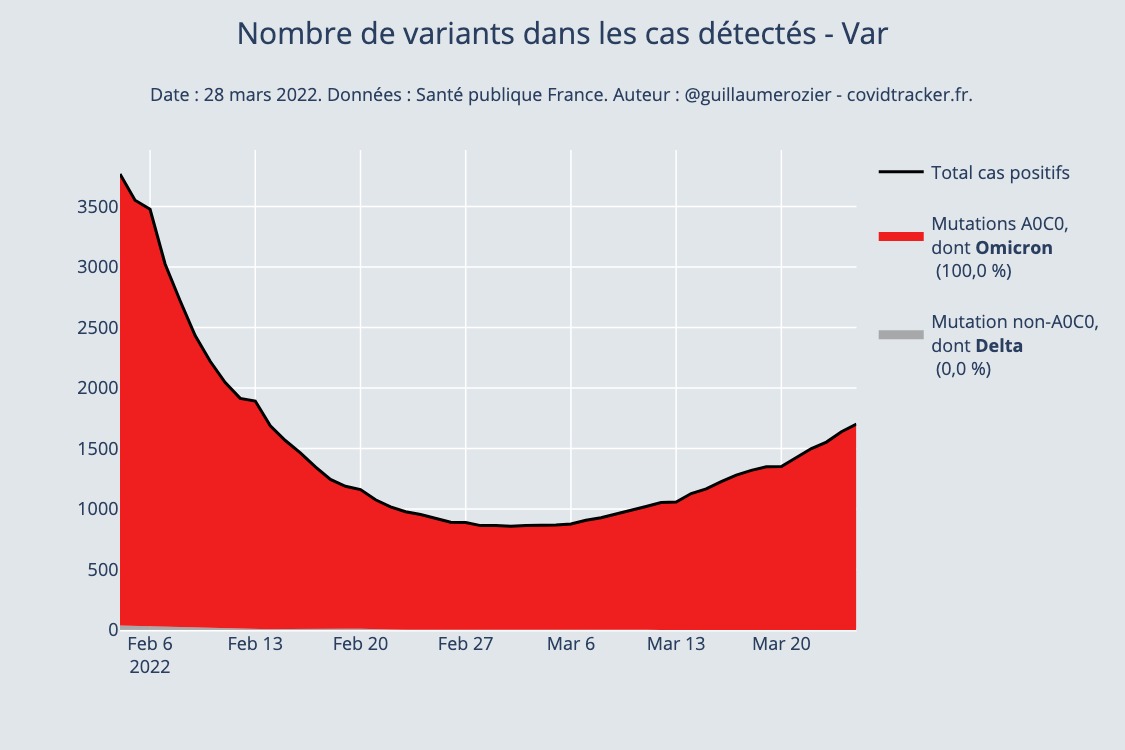 Nombre de variants dans les cas détectés - Var
Date : 28 mars 2022. Données : Santé publique France. Auteur : @guillaumerozier - covidtracker.fr.
Total cas positifs
Mutations A0C0,
dont Omicron
(100,0 %)
Mutation non-A0C0,
dont Delta
(0,0 %)
3500
3000
2500
2000
1500
1000
500
0
Feb 6 Feb 13 Feb 20 Feb 27 Mar 6 Mar 13 Mar 20
2022